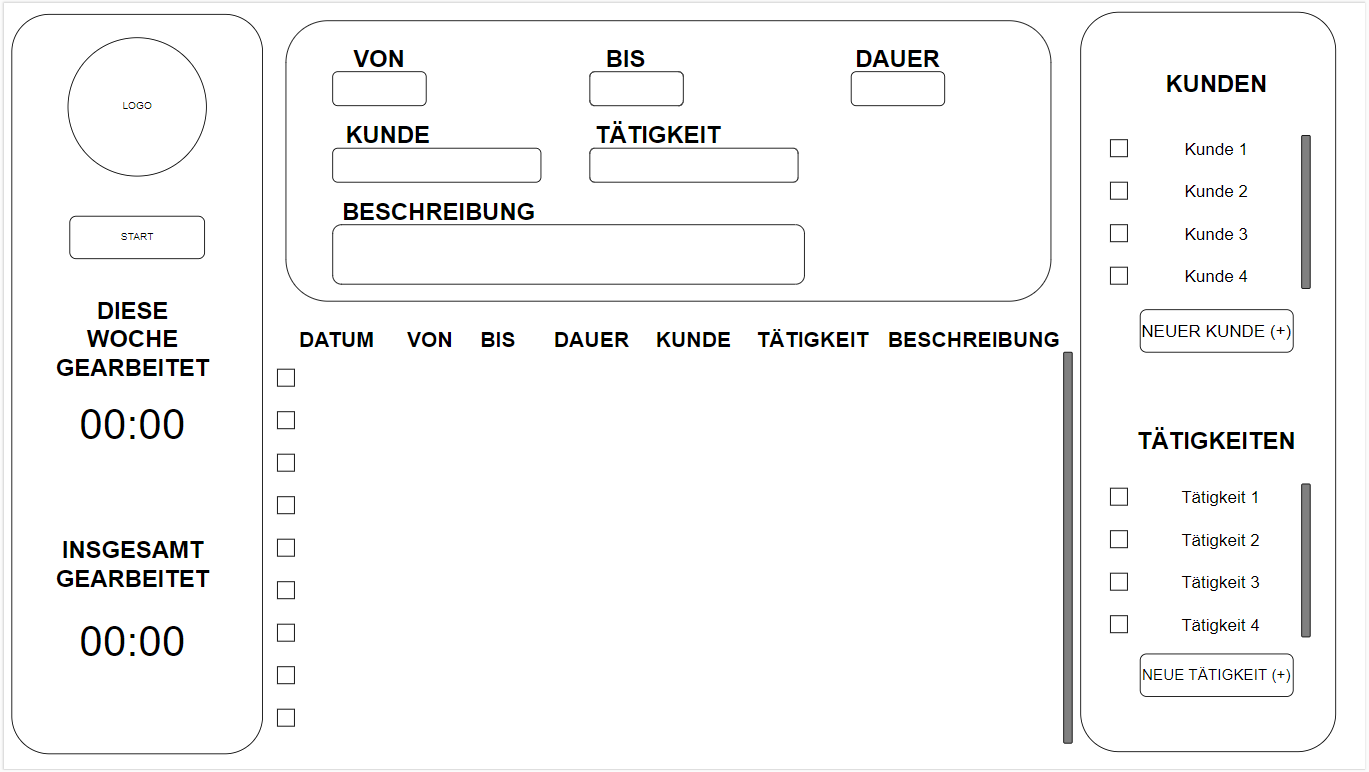 LOGO
START
DIESE
WOCHE
GEARBEITET
00:00
INSGESAMT
GEARBEITET
00:00
VON BIS DAUER
KUNDE TÄTIGKEIT
BESCHREIBUNG
DATUM VON BIS DAUER KUNDE TÄTIGKEIT BESCHREIBUNG
KUNDEN
Kunde 1
Kunde 2
Kunde 3
Kunde 4
NEUER KUNDE (+)
TÄTIGKEITEN
Tätigkeit 1
Tätigkeit 2
Tätigkeit 3
Tätigkeit 4
NEUE TÄTIGKEIT (+)